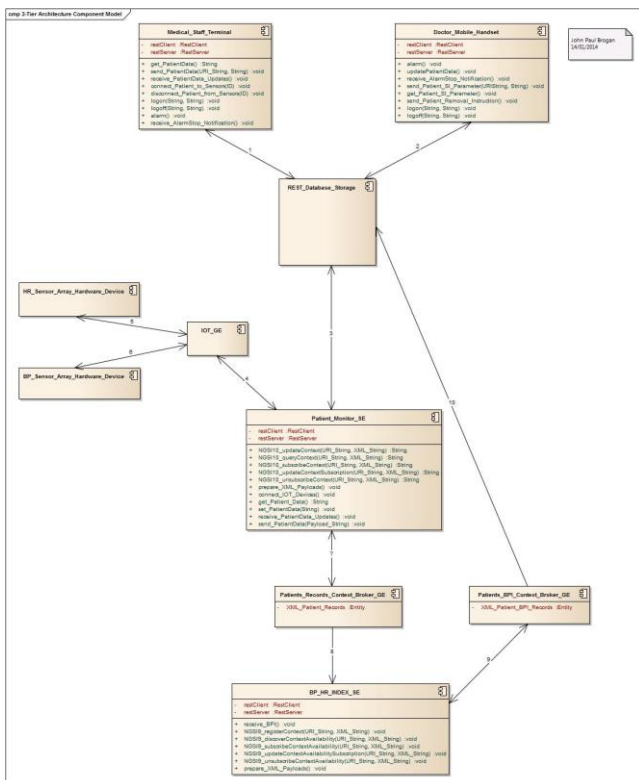 cmp 3-Tier Architecture Component Model
Medical_Staff_Terminal
- restClient :RestClient
- restServer :RestServer
+ get_PatientData() :String
+ send_PatientData(URI_String, String) :void
+ receive_PatientData_Updates() :void
+ connect_Patient_to_Sensors(ID) :void
+ disconnect_Patient_from_Sensors(ID) :void
+ logon(String, String) :void
+ logoff(String, String) :void
+ alarm() :void
+ receive_AlarmStop_Notification() :void
Doctor_Mobile_Handset
- restClient :RestClient
- restServer :RestServer
+ alarm() :void
+ updatePatientData() :void
+ receive_AlarmStop_Notification() :void
+ send_Patient_SI_Parameter(URIString, String) :void
+ get_Patient_SI_Parameter() :void
+ send_Patient_Removal_Instruction() :void
+ logon(String, String) :void
+ logoff(String, String) :void
John Paul Brogan
14/01/2014
1
2
REST_Database_Storage
HR_Sensor_Array_Hardware_Device
5
IOT_GE
3
6
BP_Sensor_Array_Hardware_Device
4
10
Patient_Monitor_SE
- restClient :RestClient
- restServer :RestServer
+ NGSI10_updateContext(URI_String, XML_String) :String
+ NGSI10_queryContext(URI_String, XML_String) :String
+ NGSI10_subscribeContext(URI_String, XML_String) :String
+ NGSI10_updateContextSubscription(URI_String, XML_String) :String
+ NGSI10_unsubscribeContext(URI_String, XML_String) :String
+ prepare_XML_Payloads() :void
+ connect_IOT_Devices() :void
+ get_Patient_Data() :String
+ set_PatientData(String) :void
+ receive_PatientData_Updates() :void
+ send_PatientData(Payload_String) :void
7
Patients_Records_Context_Broker_GE
- XML_Patient_Records :Entity
Patients_BPI_Context_Broker_GE
- XML_Patient_BPI_Records :Entity
8
9
BP_HR_INDEX_SE
- restClient :RestClient
- restServer :RestServer
+ receive_BPI() :void
+ NGSI9_registerContext(URI_String, XML_String) :void
+ NGSI9_discoverContextAvailability(URI_String, XML_String) :void
+ NGSI9_subscribeContextAvailability(URI_String, XML_String) :void
+ NGSI9_updateContextAvailabilitySubscription(URI_String, XML_String) :void
+ NGSI9_unsubscribeContextAvailability(URI_String, XML_String) :void
+ prepare_XML_Payloads() :void